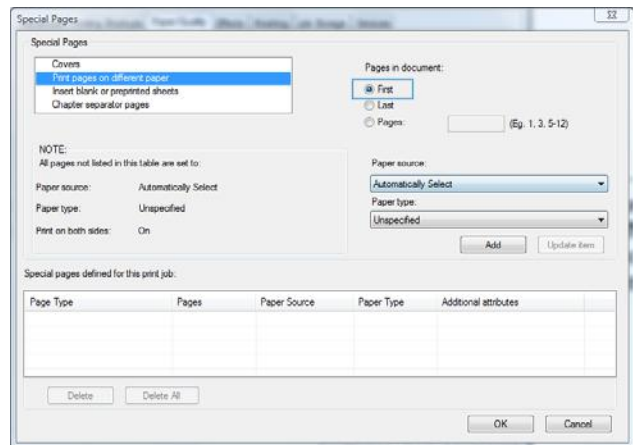 Special Pages
Paper/Quality
Special Pages
Covers
Print pages on different paper
Insert blank or preprinted sheets
Chapter separator pages
Pages in document:
First
Last
Pages:
(Eg. 1, 3, 5-12)
NOTE:
All pages not listed in this table are set to:
Paper source: Automatically Select
Paper type: Unspecified
Print on both sides: On
Paper source:
Automatically Select
Paper type:
Unspecified
Add
Update item
Special pages defined for this print job:
Page Type Pages Paper Source Paper Type Additional attributes
Delete
Delete All
OK
Cancel